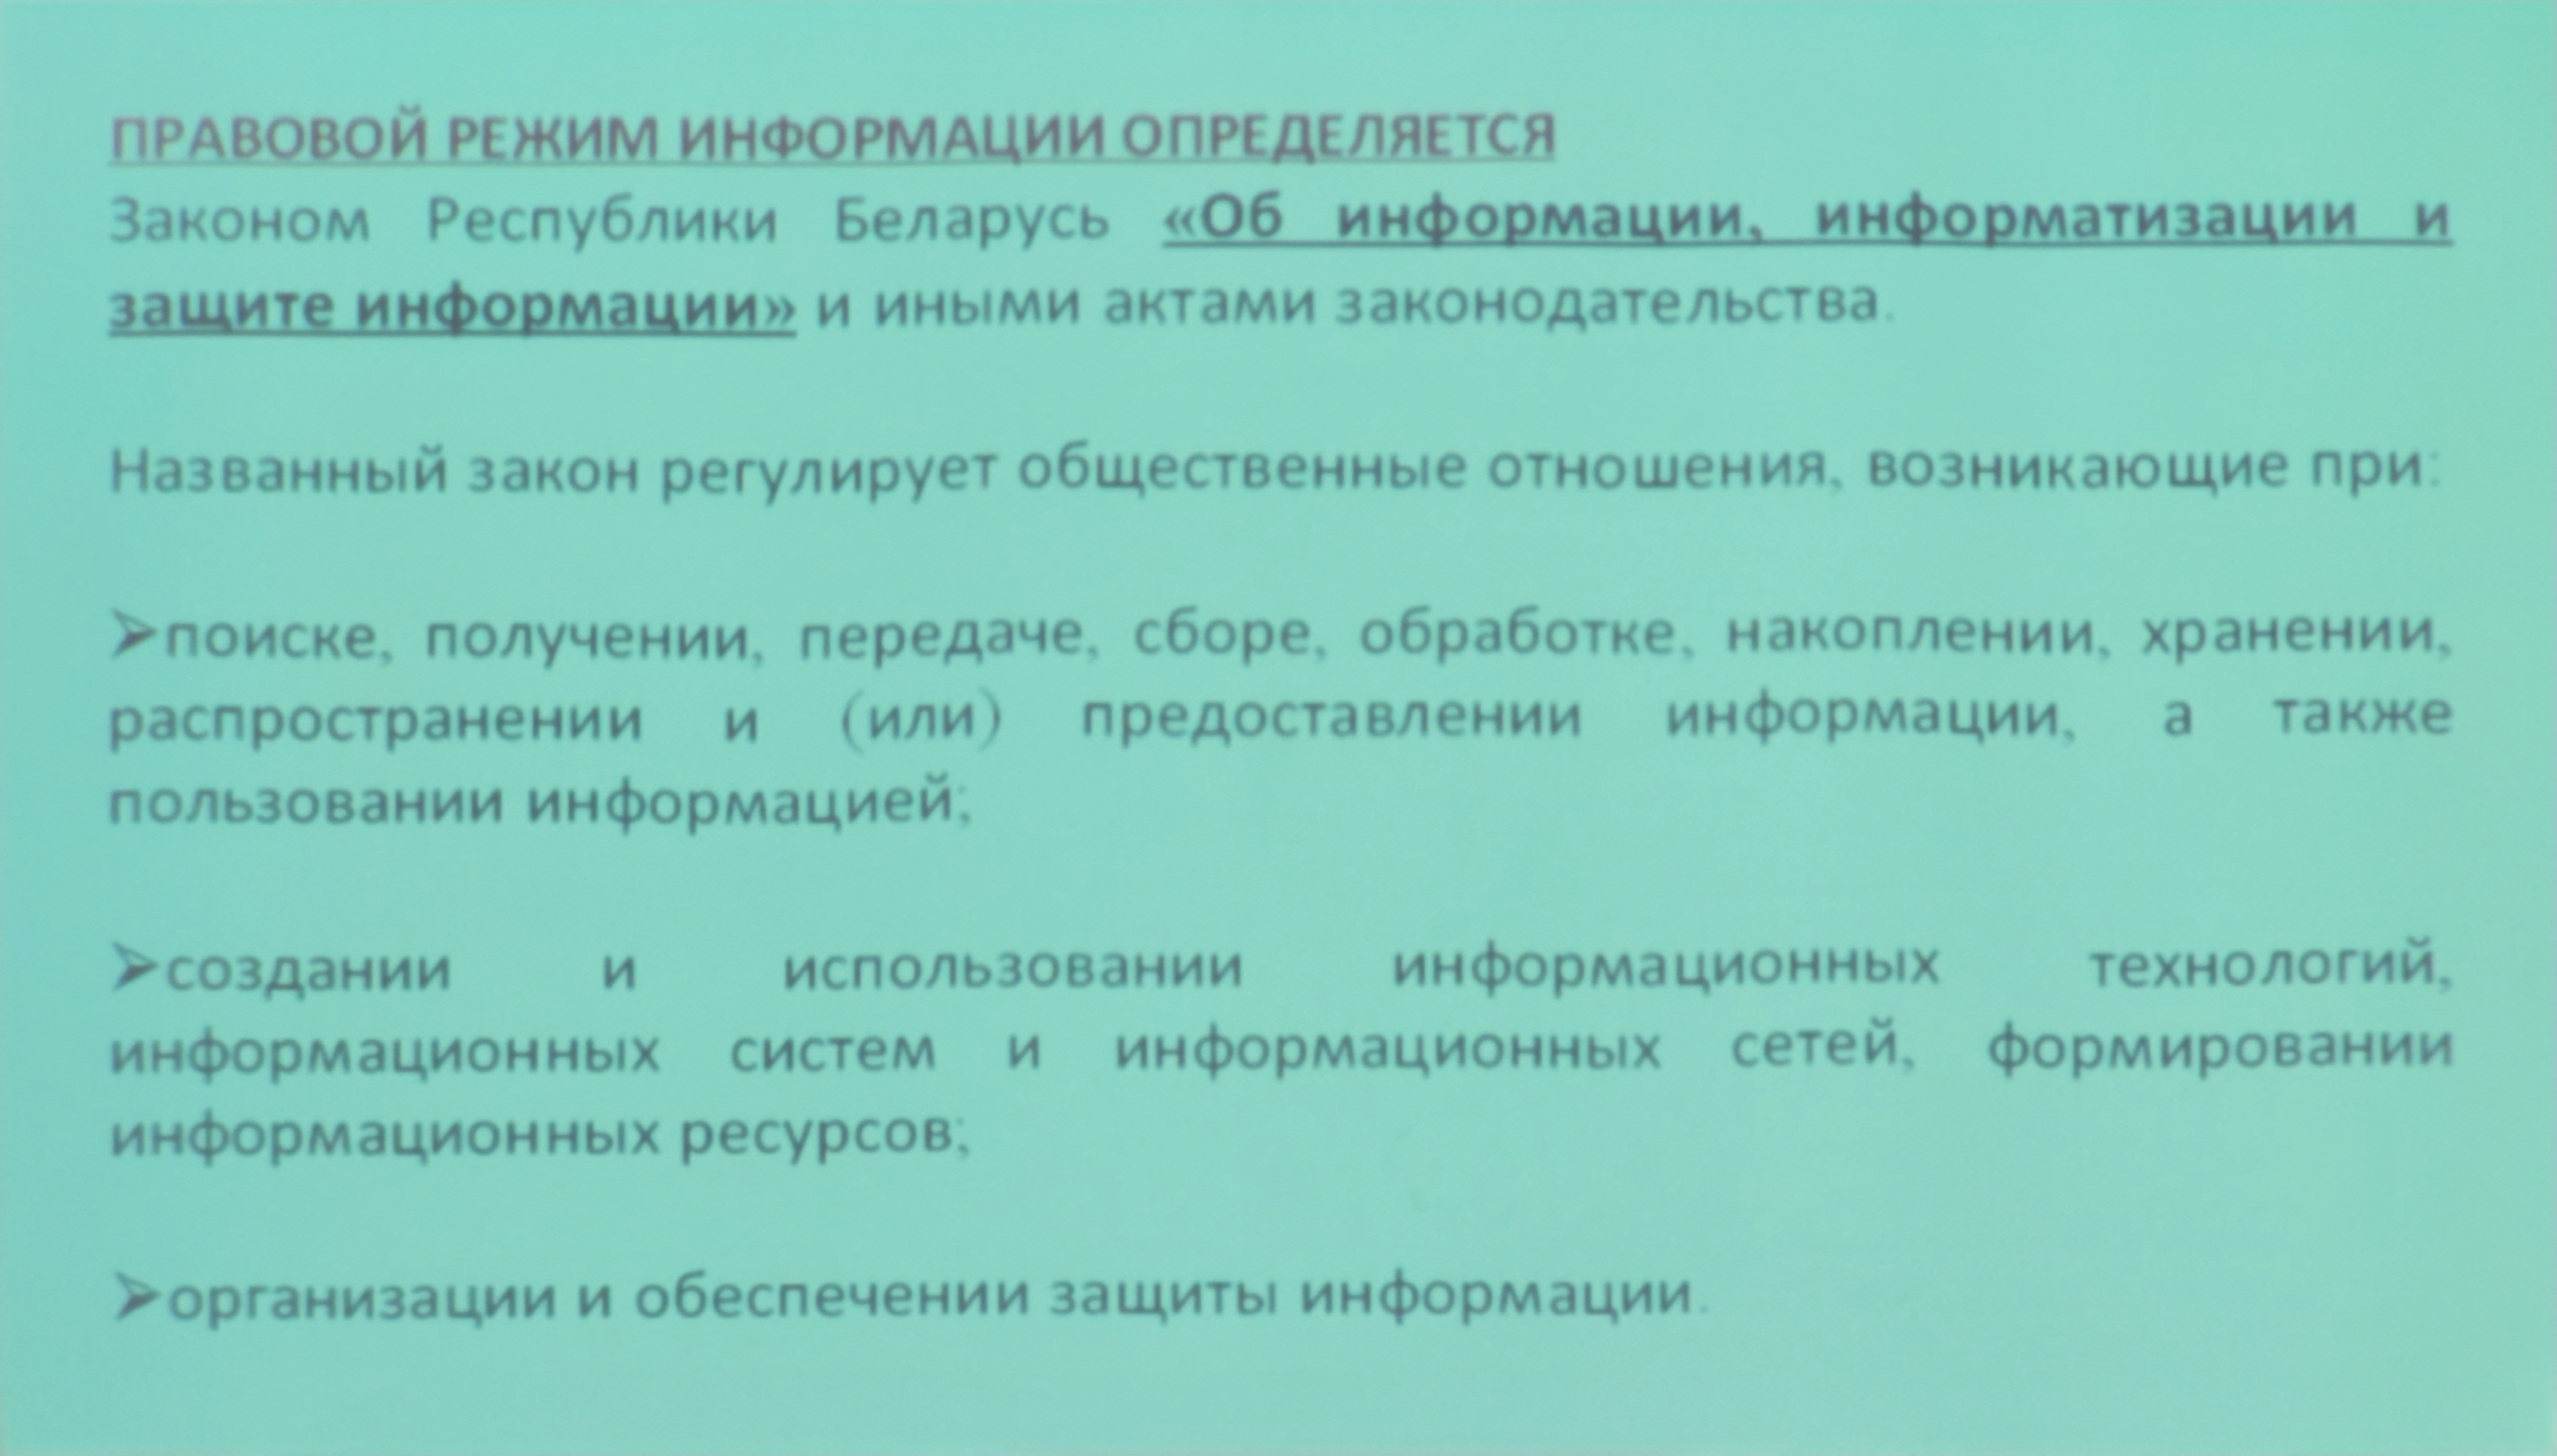 ПРАВОВОЙ РЕЖИМ ИНФОРМАЦИИ ОПРЕДЕЛЯЕТСЯ
Законом Республики Беларусь «Об информации, информатизации и
защите информации» и иными актами законодательства.
Названный закон регулирует общественные отношения, возникающие при:
➢поиске, получении, передаче, сборе, обработке, накоплении, хранении,
распространении и (или) предоставлении информации, а также
пользовании информацией;
➢создании и использовании информационных технологий,
информационных систем и информационных сетей, формировании
информационных ресурсов;
➢организации и обеспечении защиты информации.